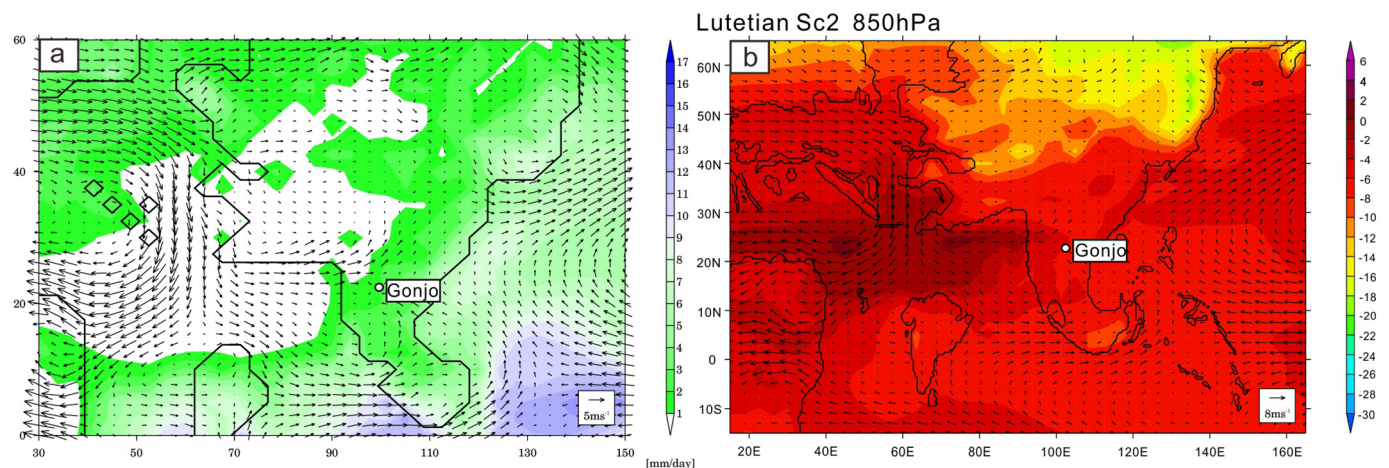 Lutetian Sc2 850hPa
a
60
40
20
0
30 50 70 90 110 130 150
Gonjo
5ms⁻¹
17
16
15
14
13
12
11
10
9
8
7
6
5
4
3
2
1
[mm/day]
b
60N
50N
40N
30N
20N
10N
0
10S
20E 40E 60E 80E 100E 120E 140E 160E
Gonjo
8ms⁻¹
6
4
2
0
-2
-4
-6
-8
-10
-12
-14
-16
-18
-20
-22
-24
-26
-28
-30